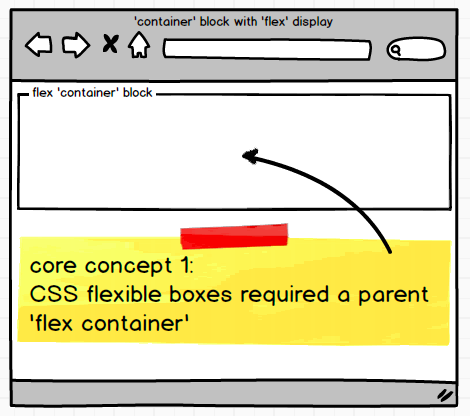 'container' block with 'flex' display
flex 'container' block
core concept 1:
CSS flexible boxes required a parent
'flex container'